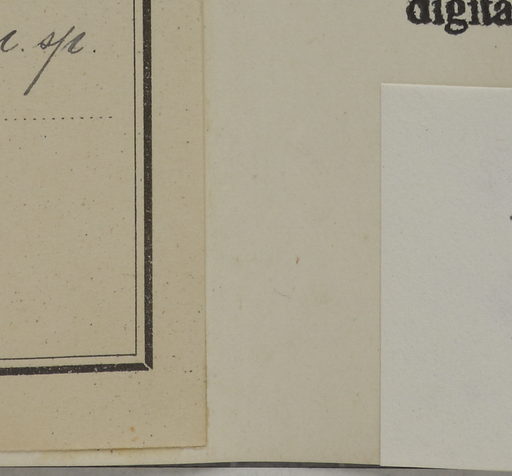 n. sp.
digita